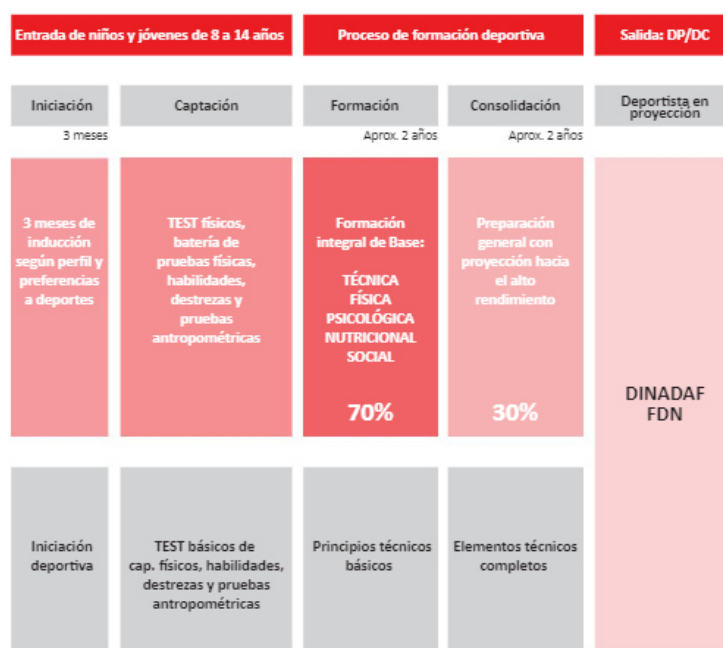 Entrada de niños y jóvenes de 8 a 14 años
Proceso de formación deportiva
Salida: DP/DC
Iniciación
Captación
Formación
Consolidación
Deportista en
proyección
3 meses
Aprox. 2 años
Aprox. 2 años
3 meses de
inducción
según perfil y
preferencias
a deportes
TEST físicos,
batería de
pruebas físicas,
habilidades,
destrezas y
pruebas
antropométricas
Formación
integral de Base:
TÉCNICA
FÍSICA
PSICOLÓGICA
NUTRICIONAL
SOCIAL
70%
Preparación
general con
proyección hacia
el alto
rendimiento
30%
DINADAF
FDN
Iniciación
deportiva
TEST básicos de
cap. físicos, habilidades,
destrezas y pruebas
antropométricas
Principios técnicos
básicos
Elementos técnicos
completos